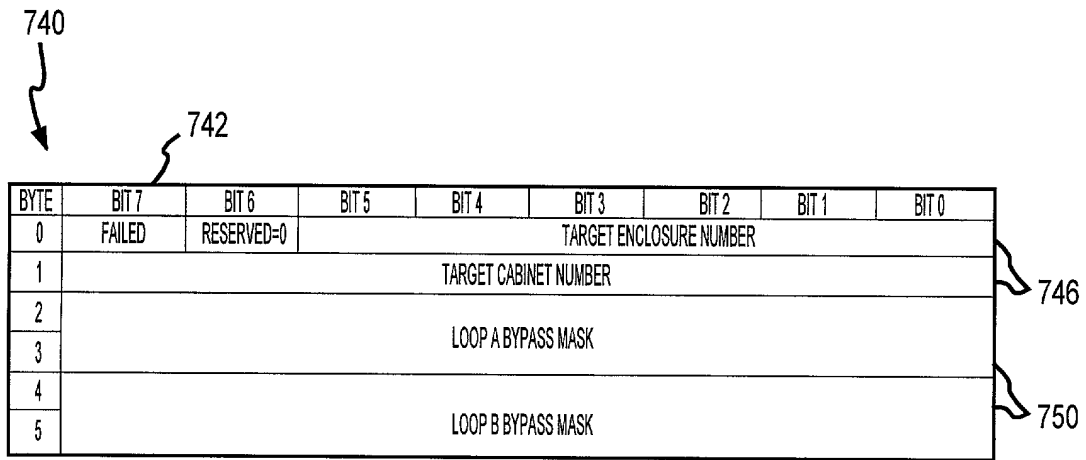 740
742
BYTE BIT 7 BIT 6 BIT 5 BIT 4 BIT 3 BIT 2 BIT 1 BIT 0
0 FAILED RESERVED=0 TARGET ENCLOSURE NUMBER
1 TARGET CABINET NUMBER
746
2
LOOP A BYPASS MASK
3
4
750
LOOP B BYPASS MASK
5